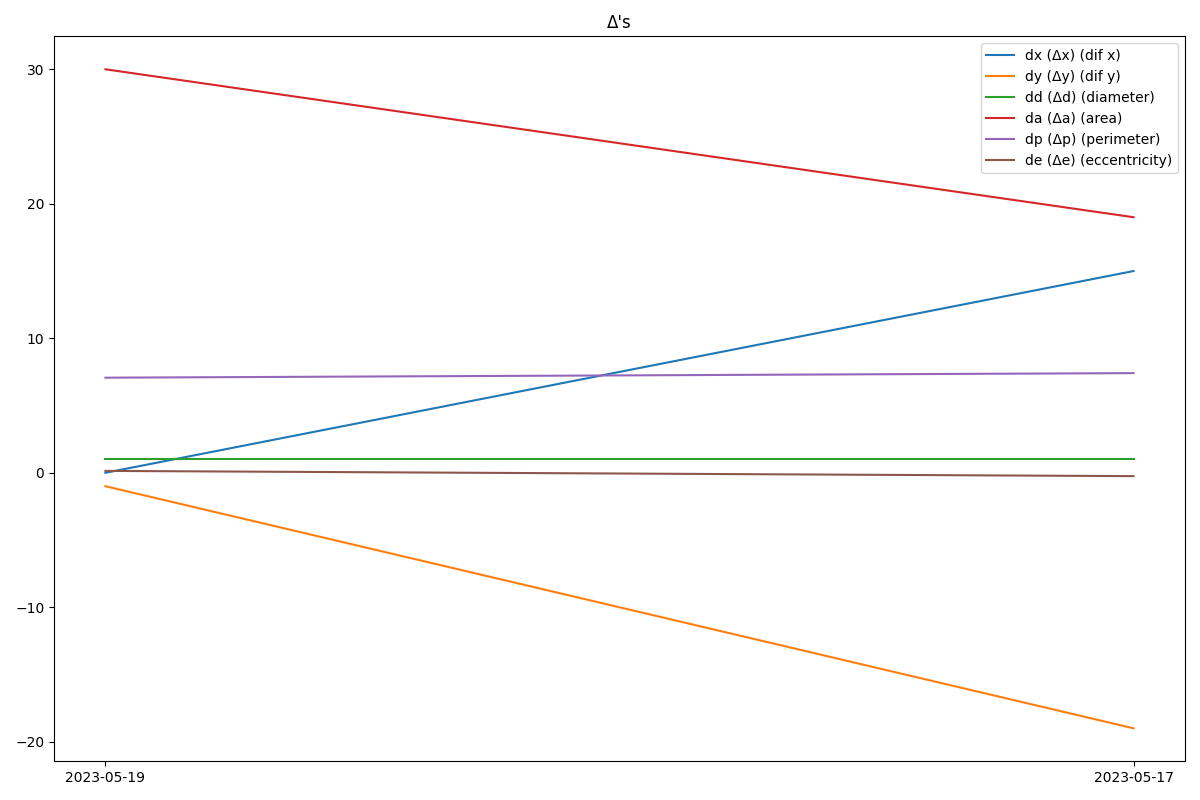 Δ's
dx (Δx) (dif x)
dy (Δy) (dif y)
dd (Δd) (diameter)
da (Δa) (area)
dp (Δp) (perimeter)
de (Δe) (eccentricity)
30
20
10
0
−10
−20
2023-05-19
2023-05-17